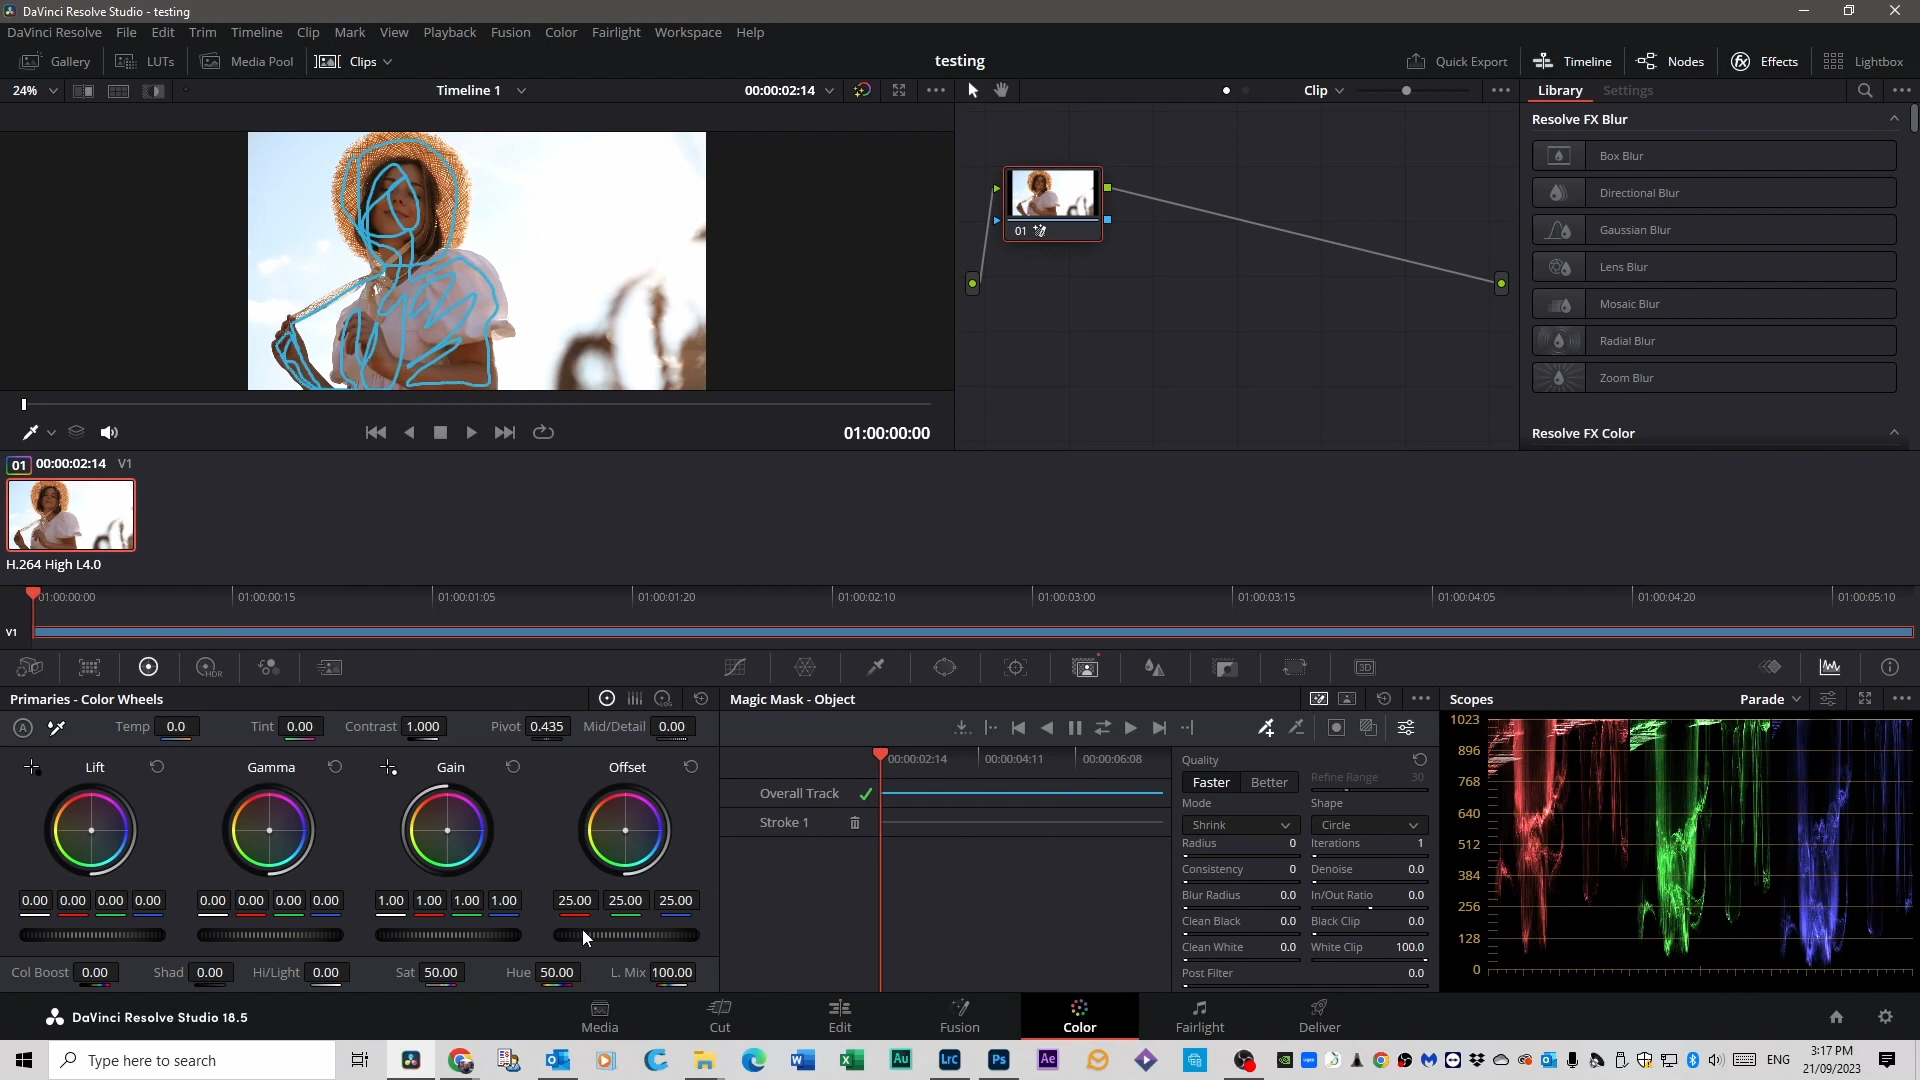 DaVinci Resolve Studio - testing
DaVinci Resolve File Edit Trim Timeline Clip Mark View Playback Fusion Color Fairlight Workspace Help
Gallery LUTs Media Pool Clips testing Quick Export Timeline Nodes Effects Lightbox
24% Timeline 1 00:00:02:14 Clip Library Settings
Resolve FX Blur
Box Blur
Directional Blur
Gaussian Blur
Lens Blur
Mosaic Blur
Radial Blur
Zoom Blur
Resolve FX Color
01
01:00:00:00
01 00:00:02:14 V1
H.264 High L4.0
01:00:00:00 01:00:00:15 01:00:01:05 01:00:01:20 01:00:02:10 01:00:03:00 01:00:03:15 01:00:04:05 01:00:04:20 01:00:05:10
V1
HDR 3D
Primaries - Color Wheels LOG
A Temp 0.0 Tint 0.00 Contrast 1.000 Pivot 0.435 Mid/Detail 0.00
Lift Gamma Gain Offset
0.00 0.00 0.00 0.00 0.00 0.00 0.00 0.00 1.00 1.00 1.00 1.00 25.00 25.00 25.00
Col Boost 0.00 Shad 0.00 Hi/Light 0.00 Sat 50.00 Hue 50.00 L. Mix 100.00
Magic Mask - Object
00:00:02:14 00:00:04:11 00:00:06:08
Overall Track
Stroke 1
Quality
Faster Better Refine Range 30
Mode Shape
Shrink Circle
Radius 0 Iterations 1
Consistency 0 Denoise 0.0
Blur Radius 0.0 In/Out Ratio 0.0
Clean Black 0.0 Black Clip 0.0
Clean White 0.0 White Clip 100.0
Post Filter 0.0
Scopes Parade
1023
896
768
640
512
384
256
128
0
DaVinci Resolve Studio 18.5 Media Cut Edit Fusion Color Fairlight Deliver
Type here to search Au Lrc Ps Ae ENG 3:17 PM
21/09/2023